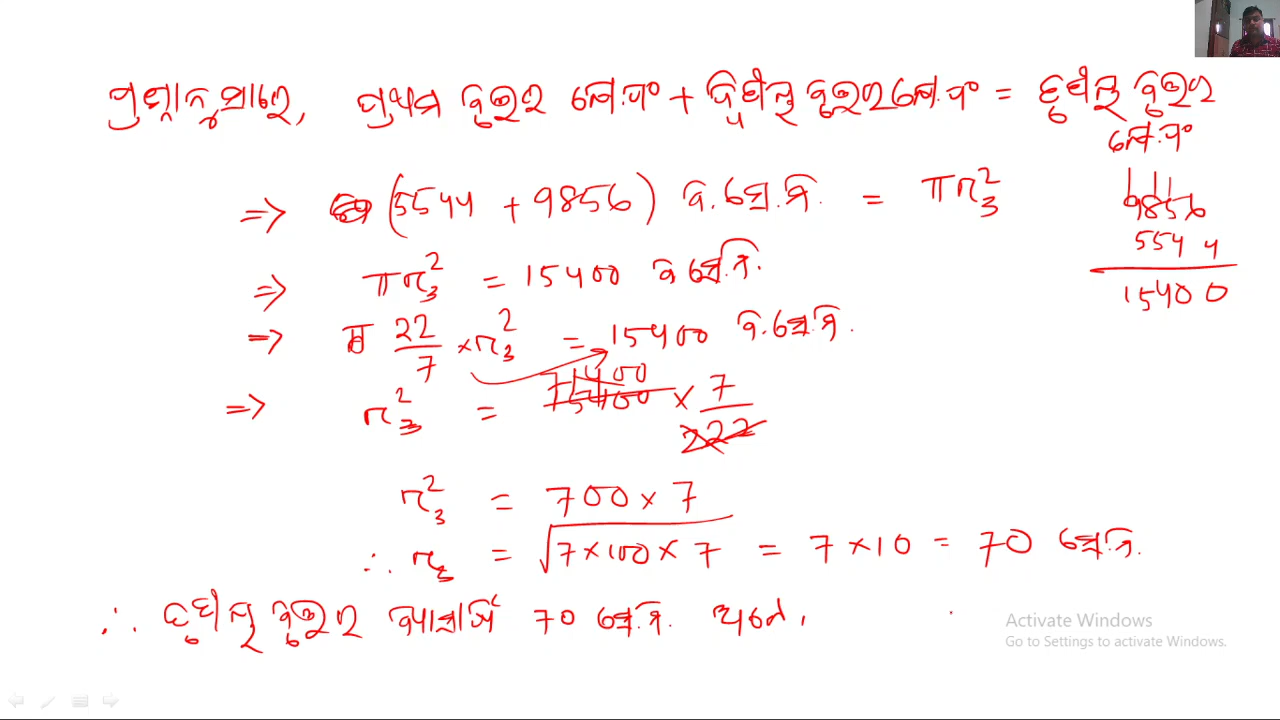 ପ୍ରଶ୍ନାନୁସାରେ, ପ୍ରଥମ ବୃତ୍ତର କ୍ଷେ.ଫଂ + ଦ୍ୱିତୀୟ ବୃତ୍ତର କ୍ଷେ.ଫଂ = ତୃତୀୟ ବୃତ୍ତର
କ୍ଷେ.ଫଂ
=> (5544 + 9856) ବ.ସେ.ମି. = πr₃²
9856
5544
15400
=> πr₃² = 15400 ବ.ସେ.ମି.
=> 22/7 × r₃² = 15400 ବ.ସେ.ମି.
=> r₃² = 15400 × 7/22
r₃² = 700 × 7
∴ r₃ = √7×100×7 = 7×10 = 70 ସେ.ମି.
∴ ତୃତୀୟ ବୃତ୍ତର ବ୍ୟାସାର୍ଦ୍ଧ 70 ସେ.ମି. ଅଟେ ।
Activate Windows
Go to Settings to activate Windows.